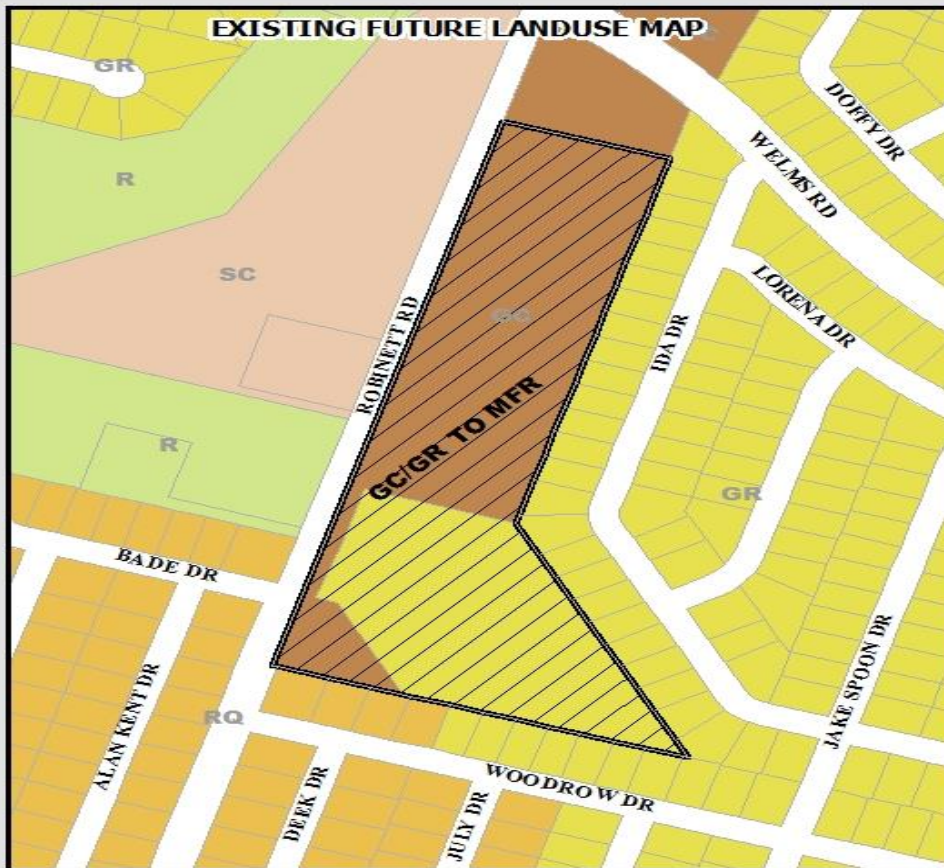 EXISTING FUTURE LANDUSE MAP
GR
DOFFY DR
WELMS RD
R
SC
LORENA DR
GC
IDA DR
ROBINETT RD
GC/GR TO MFR
R
GR
BADE DR
JAKE SPOON DR
ALAN KENT DR
RQ
WOODROW DR
DEEK DR
JULY DR